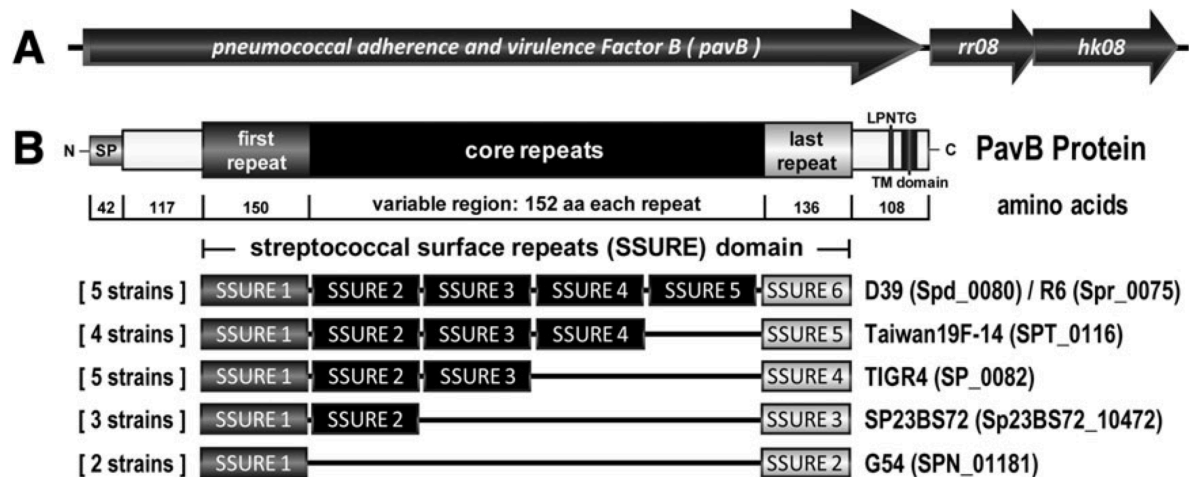 A pneumococcal adherence and virulence Factor B ( pavB ) rr08 hk08
LPNTG
B N SP first repeat core repeats last repeat C PavB Protein
TM domain
42 117 150 variable region: 152 aa each repeat 136 108 amino acids
streptococcal surface repeats (SSURE) domain
[ 5 strains ] SSURE 1 SSURE 2 SSURE 3 SSURE 4 SSURE 5 SSURE 6 D39 (Spd_0080) / R6 (Spr_0075)
[ 4 strains ] SSURE 1 SSURE 2 SSURE 3 SSURE 4 SSURE 5 Taiwan19F-14 (SPT_0116)
[ 5 strains ] SSURE 1 SSURE 2 SSURE 3 SSURE 4 TIGR4 (SP_0082)
[ 3 strains ] SSURE 1 SSURE 2 SSURE 3 SP23BS72 (Sp23BS72_10472)
[ 2 strains ] SSURE 1 SSURE 2 G54 (SPN_01181)